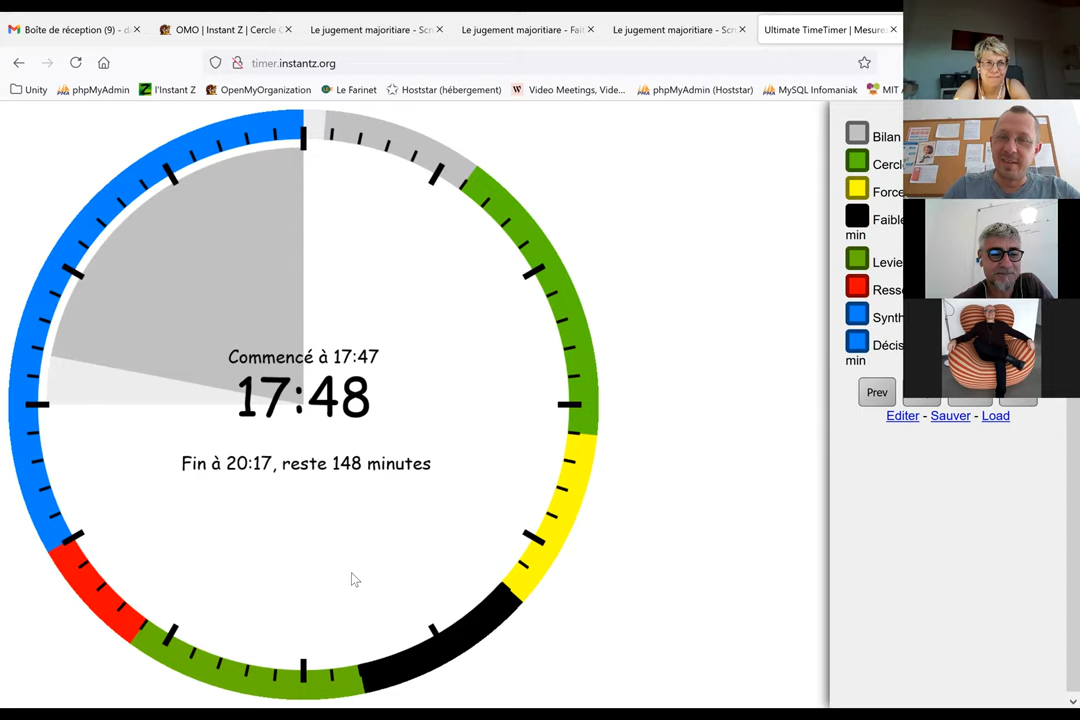 Boîte de réception (9) - d
OMO | Instant Z | Cercle
Le jugement majoritaire - Scr
Le jugement majoritaire - Fait
Le jugement majoritaire - Scr
Ultimate TimeTimer | Mesure
timer.instantz.org
Unity
phpMyAdmin
l'Instant Z
OpenMyOrganization
Le Farinet
Hoststar (hébergement)
Video Meetings, Vide...
phpMyAdmin (Hoststar)
MySQL Infomaniak
MIT A
Bilan
Cercl
Force
Faible
min
Levie
Resso
Synth
Décis
min
Prev
Editer - Sauver - Load
Commencé à 17:47
17:48
Fin à 20:17, reste 148 minutes